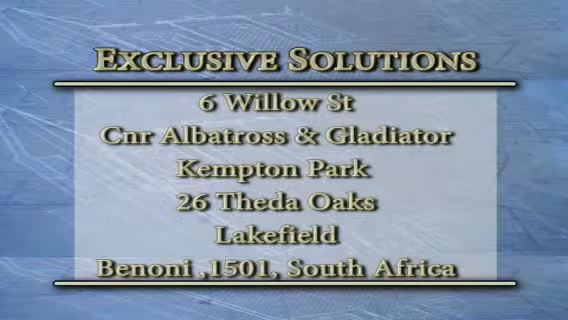 EXCLUSIVE SOLUTIONS
6 Willow St
Cnr Albatross & Gladiator
Kempton Park
26 Theda Oaks
Lakefield
Benoni ,1501, South Africa